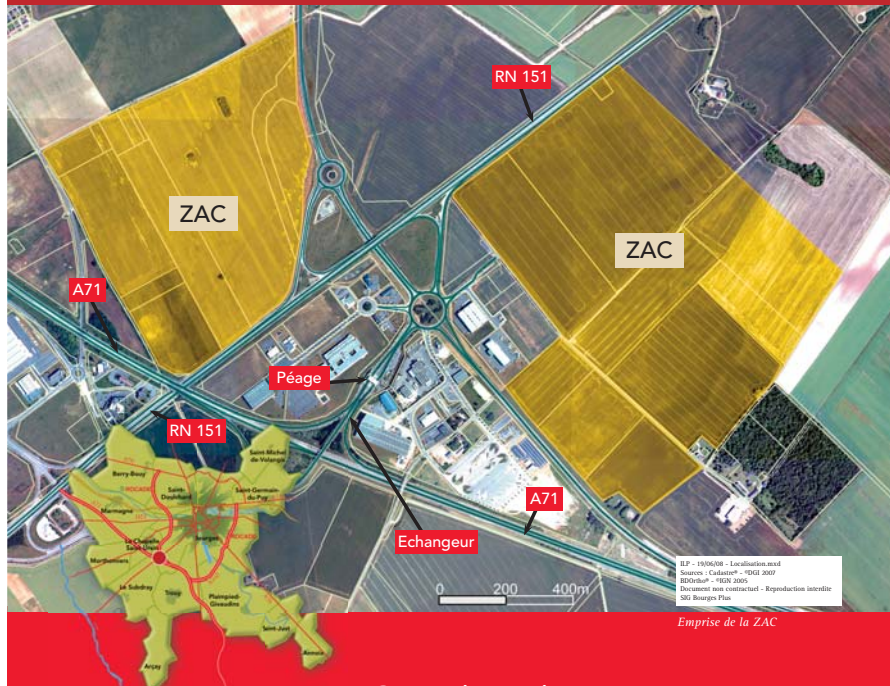 RN 151
ZAC
ZAC
A71
Péage
RN 151
A71
Echangeur
0 200 400m
Saint-Michel
de-Volangis
Berry-Bouy
ROCADE
Saint-
Doulchard
Saint-Germain
du-Puy
Marmagne
Bourges
ROCADE
La Chapelle
Saint-Ursin
Morthomiers
Le Subdray
Trouy
Plaimpied-
Givaudins
Saint-Just
Annoix
Arçay
ILP - 19/06/08 - Localisation.mxd
Sources : Cadastre® - ®DGI 2007
BDOrtho® - ®IGN 2005
Document non contractuel - Reproduction interdite
SIG Bourges Plus
Emprise de la ZAC